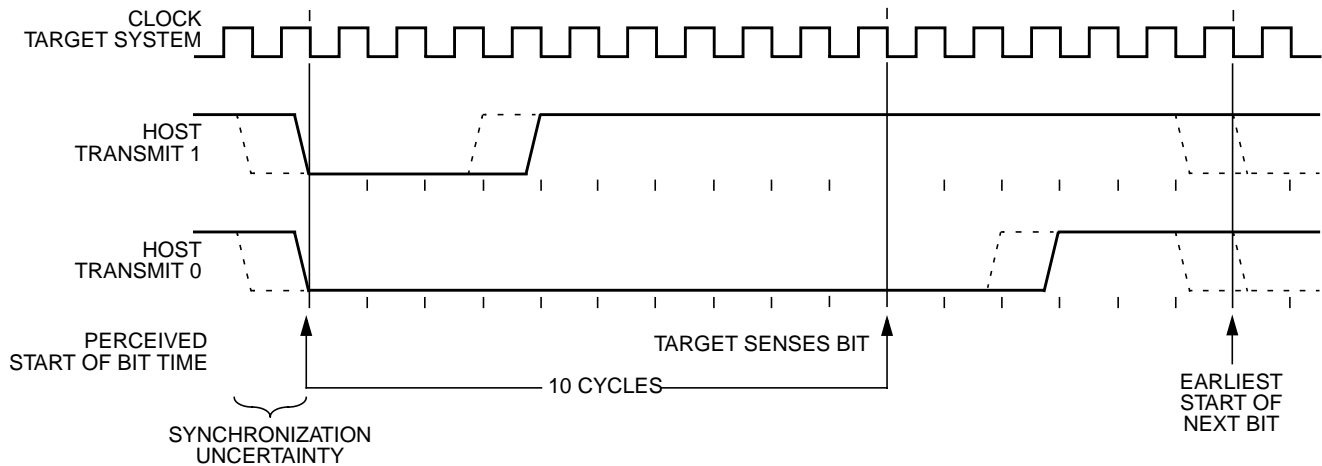 CLOCK
TARGET SYSTEM
HOST
TRANSMIT 1
HOST
TRANSMIT 0
PERCEIVED
START OF BIT TIME
TARGET SENSES BIT
10 CYCLES
EARLIEST
START OF
NEXT BIT
SYNCHRONIZATION
UNCERTAINTY